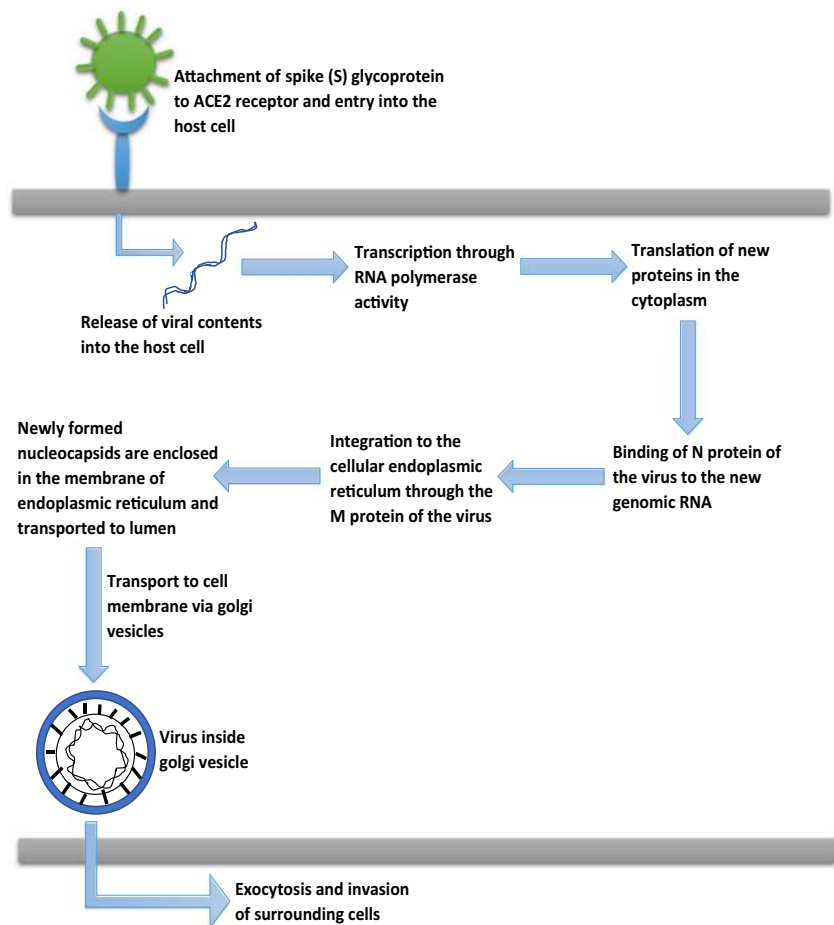 Attachment of spike (S) glycoprotein
to ACE2 receptor and entry into the
host cell
Release of viral contents
into the host cell
Transcription through
RNA polymerase
activity
Translation of new
proteins in the
cytoplasm
Binding of N protein of
the virus to the new
genomic RNA
Integration to the
cellular endoplasmic
reticulum through the
M protein of the virus
Newly formed
nucleocapsids are enclosed
in the membrane of
endoplasmic reticulum and
transported to lumen
Transport to cell
membrane via golgi
vesicles
Virus inside
golgi vesicle
Exocytosis and invasion
of surrounding cells